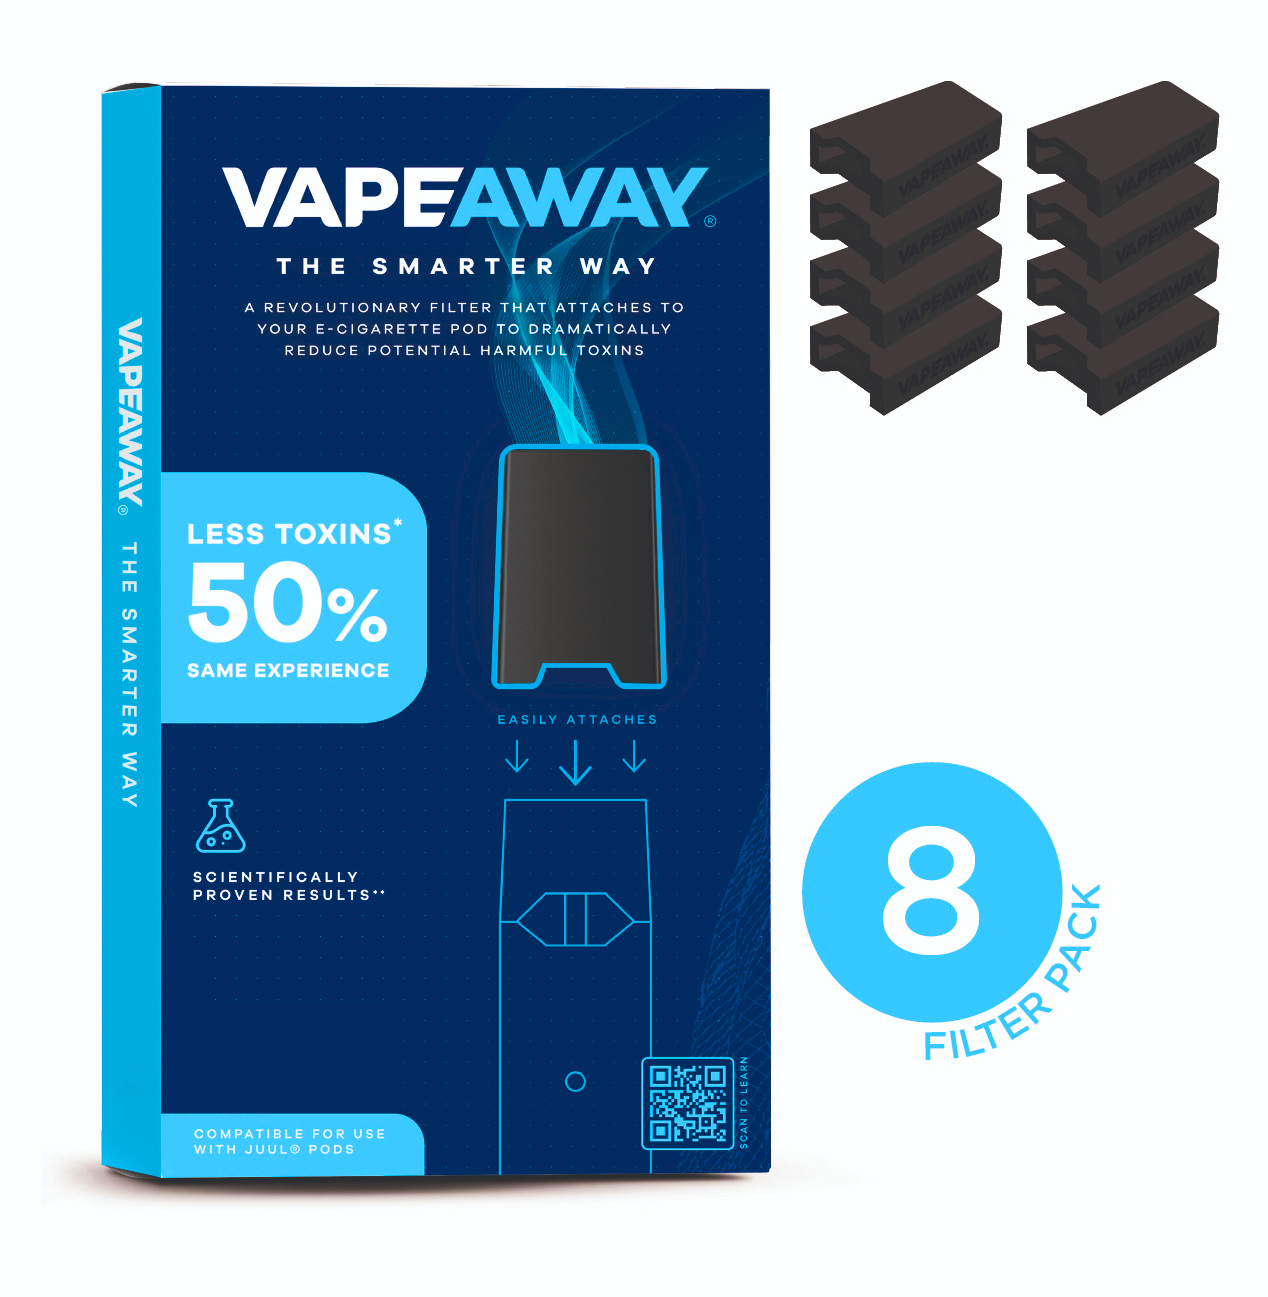 VAPEAWAY®
THE SMARTER WAY
A REVOLUTIONARY FILTER THAT ATTACHES TO
YOUR E-CIGARETTE POD TO DRAMATICALLY
REDUCE POTENTIAL HARMFUL TOXINS
VAPEAWAY® THE SMARTER WAY
LESS TOXINS*
50%
SAME EXPERIENCE
EASILY ATTACHES
SCIENTIFICALLY
PROVEN RESULTS**
SCAN TO LEARN
COMPATIBLE FOR USE
WITH JUUL® PODS
VAPEAWAY.
VAPEAWAY.
VAPEAWAY.
VAPEAWAY.
VAPEAWAY.
VAPEAWAY.
VAPEAWAY.
VAPEAWAY.
8
FILTER PACK